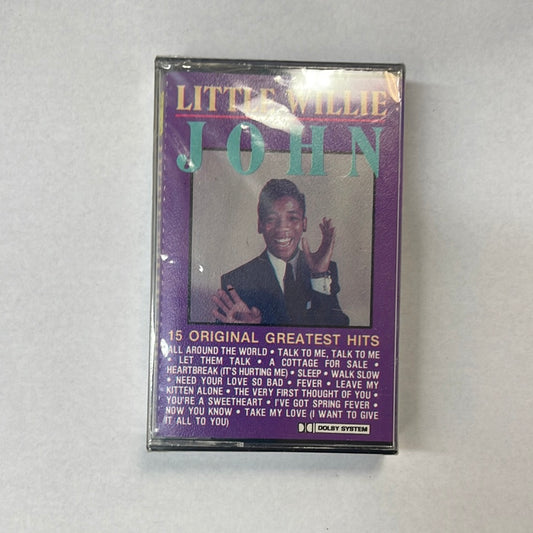 LITTLE WILLIE
JOHN
15 ORIGINAL GREATEST HITS
ALL AROUND THE WORLD • TALK TO ME, TALK TO ME
• LET THEM TALK • A COTTAGE FOR SALE •
HEARTBREAK (IT'S HURTING ME) • SLEEP • WALK SLOW
• NEED YOUR LOVE SO BAD • FEVER • LEAVE MY
KITTEN ALONE • THE VERY FIRST THOUGHT OF YOU •
YOU'RE A SWEETHEART • I'VE GOT SPRING FEVER •
NOW YOU KNOW • TAKE MY LOVE (I WANT TO GIVE
IT ALL TO YOU)
DOLBY SYSTEM